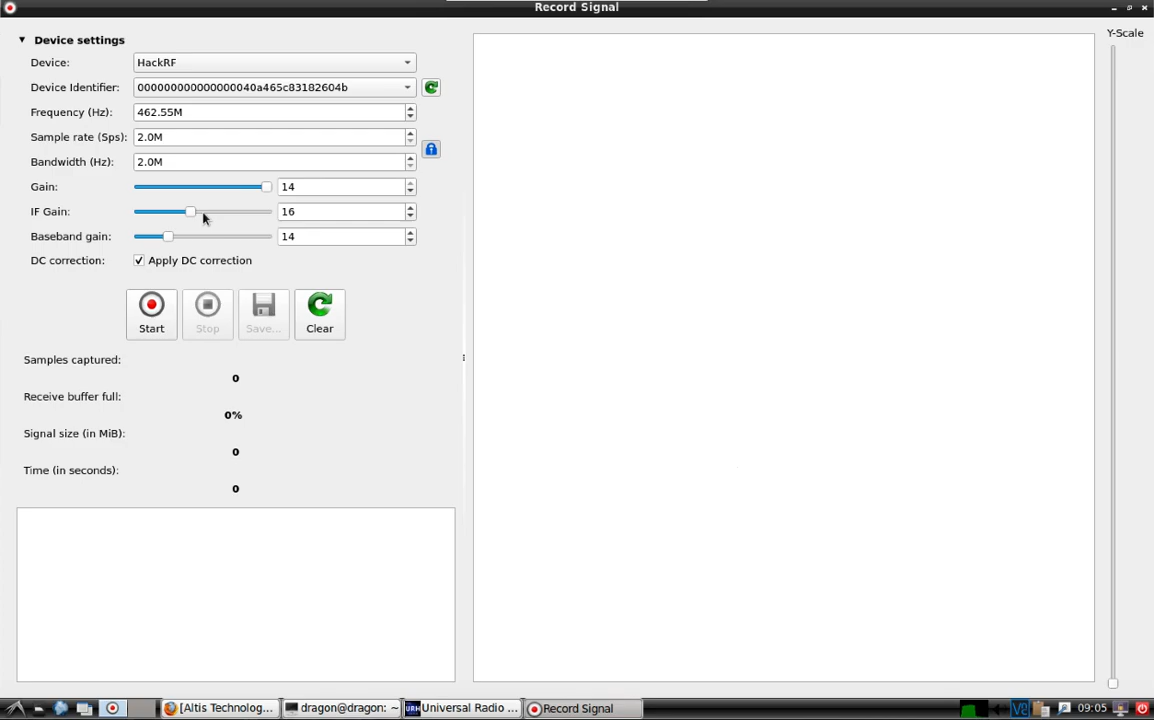 Record Signal
Y-Scale
Device settings
Device: HackRF
Device Identifier: 000000000000000040a465c83182604b
Frequency (Hz): 462.55M
Sample rate (Sps): 2.0M
Bandwidth (Hz): 2.0M
Gain: 14
IF Gain: 16
Baseband gain: 14
DC correction: Apply DC correction
Start Stop Save... Clear
Samples captured:
0
Receive buffer full:
0%
Signal size (in MiB):
0
Time (in seconds):
0
[Altis Technolog... dragon@dragon: ~ URH Universal Radio ... Record Signal 09:05